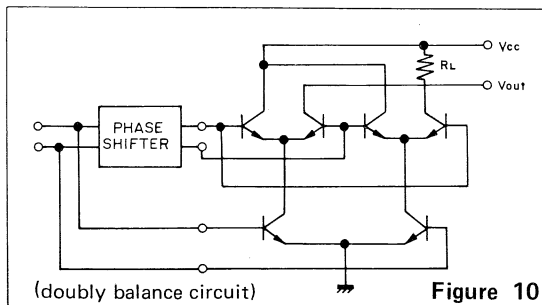 Vcc
RL
Vout
PHASE
SHIFTER
(doubly balance circuit)
Figure 10